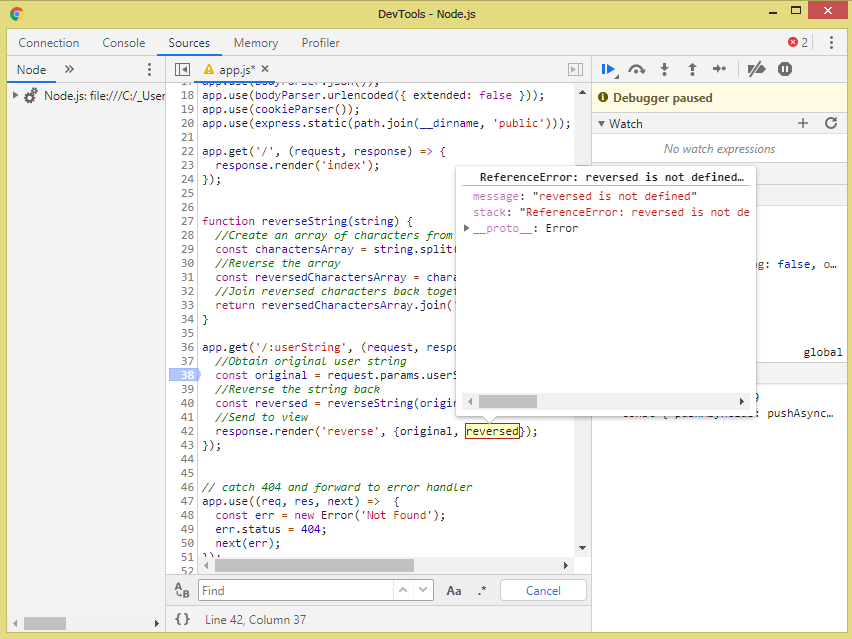 DevTools - Node.js
Connection Console Sources Memory Profiler 2
Node » app.js* ×
Node.js: file:///C:/_User
18 app.use(bodyParser.urlencoded({ extended: false }));
19 app.use(cookieParser());
20 app.use(express.static(path.join(__dirname, 'public')));
21
22 app.get('/', (request, response) => {
23 response.render('index');
24 });
25
26
27 function reverseString(string) {
28 //Create an array of characters from
29 const charactersArray = string.split(
30 //Reverse the array
31 const reversedCharactersArray = chara
32 //Join reversed characters back toget
33 return reversedCharactersArray.join('
34 }
35
36 app.get('/:userString', (request, respo
37 //Obtain original user string
38 const original = request.params.userS
39 //Reverse the string back
40 const reversed = reverseString(origin
41 //Send to view
42 response.render('reverse', {original, reversed});
43 });
44
45
46 // catch 404 and forward to error handler
47 app.use((req, res, next) => {
48 const err = new Error('Not Found');
49 err.status = 404;
50 next(err);
51 });
52
ReferenceError: reversed is not defined…
message: "reversed is not defined"
stack: "ReferenceError: reversed is not de
__proto__: Error
Debugger paused
Watch
No watch expressions
g: false, o…
global
pushAsync…
Find Aa .* Cancel
{} Line 42, Column 37